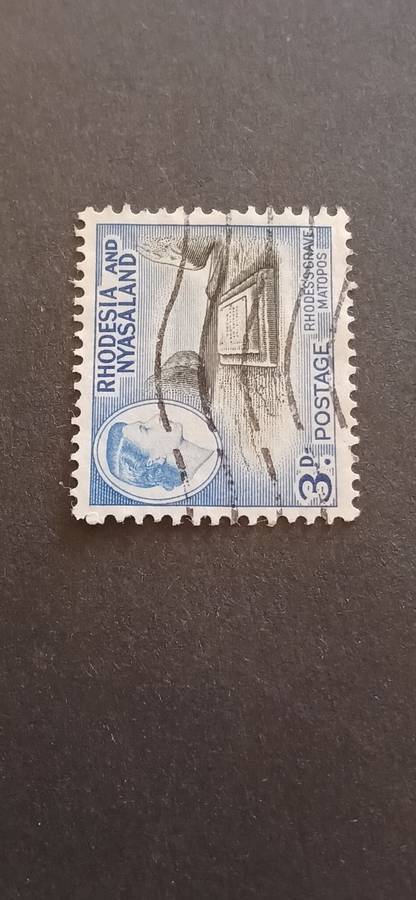 RHODESIA AND
NYASALAND
RHODES'S GRAVE
MATOPOS
3D. POSTAGE